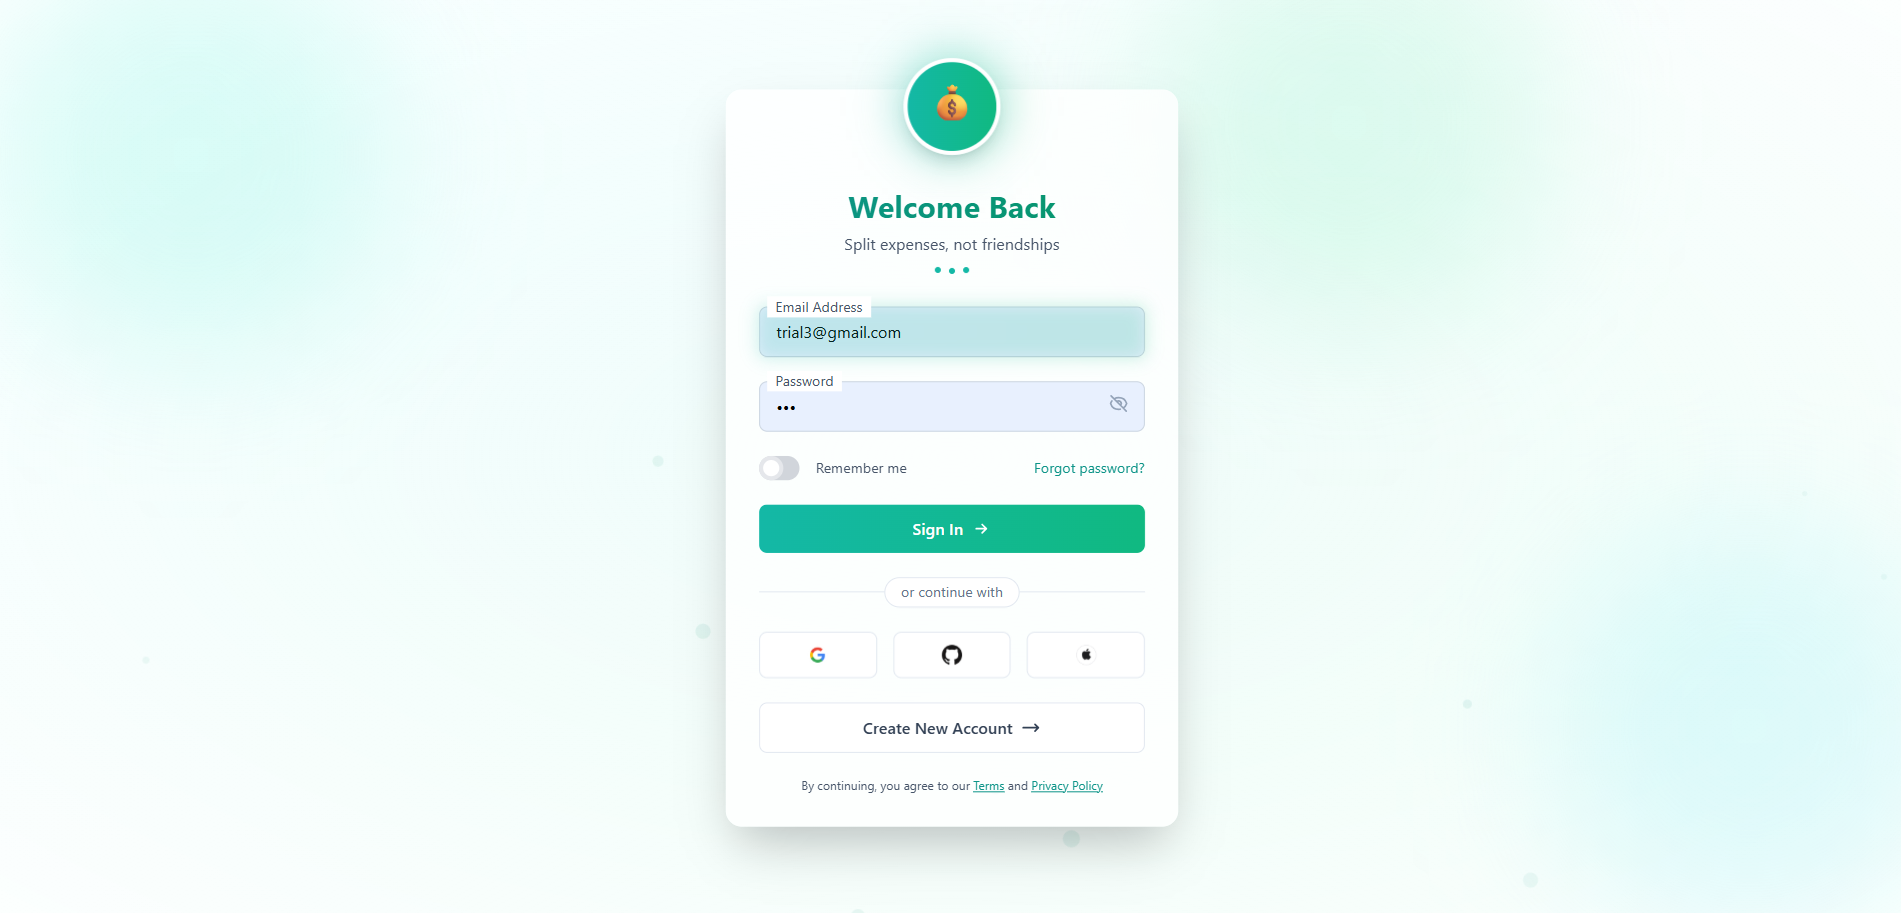 Welcome Back
Split expenses, not friendships
Email Address
trial3@gmail.com
Password
•••
Remember me
Forgot password?
Sign In →
or continue with
Create New Account →
By continuing, you agree to our Terms and Privacy Policy